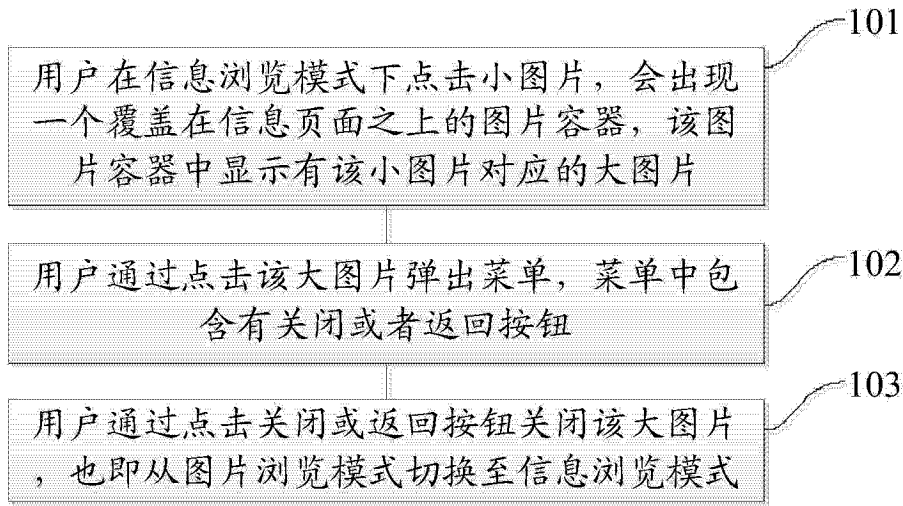 101
用户在信息浏览模式下点击小图片，会出现
一个覆盖在信息页面之上的图片容器，该图
片容器中显示有该小图片对应的大图片
102
用户通过点击该大图片弹出菜单，菜单中包
含有关闭或者返回按钮
103
用户通过点击关闭或返回按钮关闭该大图片
，也即从图片浏览模式切换至信息浏览模式